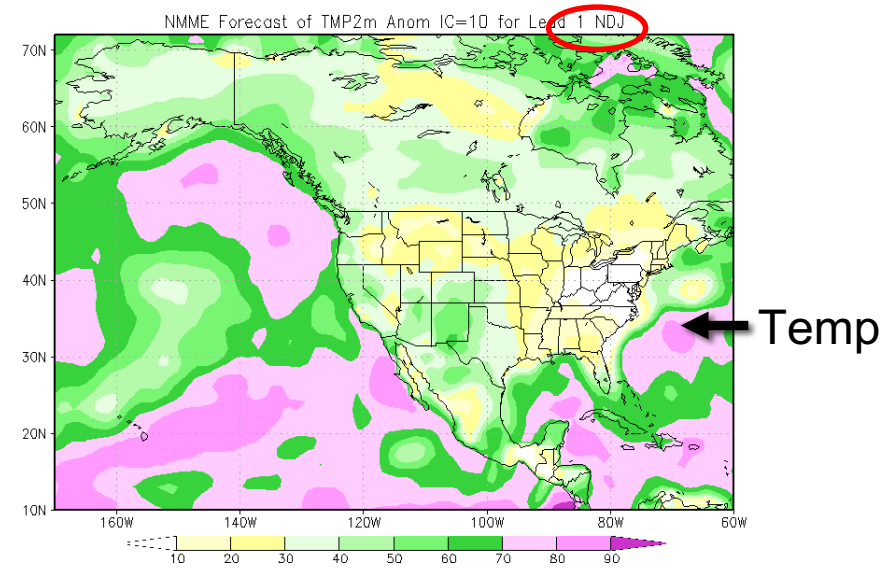 NMME Forecast of TMP2m Anom IC=10 for Lead 1 NDJ
70N
60N
50N
40N
30N
20N
10N
Temp
160W 140W 120W 100W 80W 60W
10 20 30 40 50 60 70 80 90